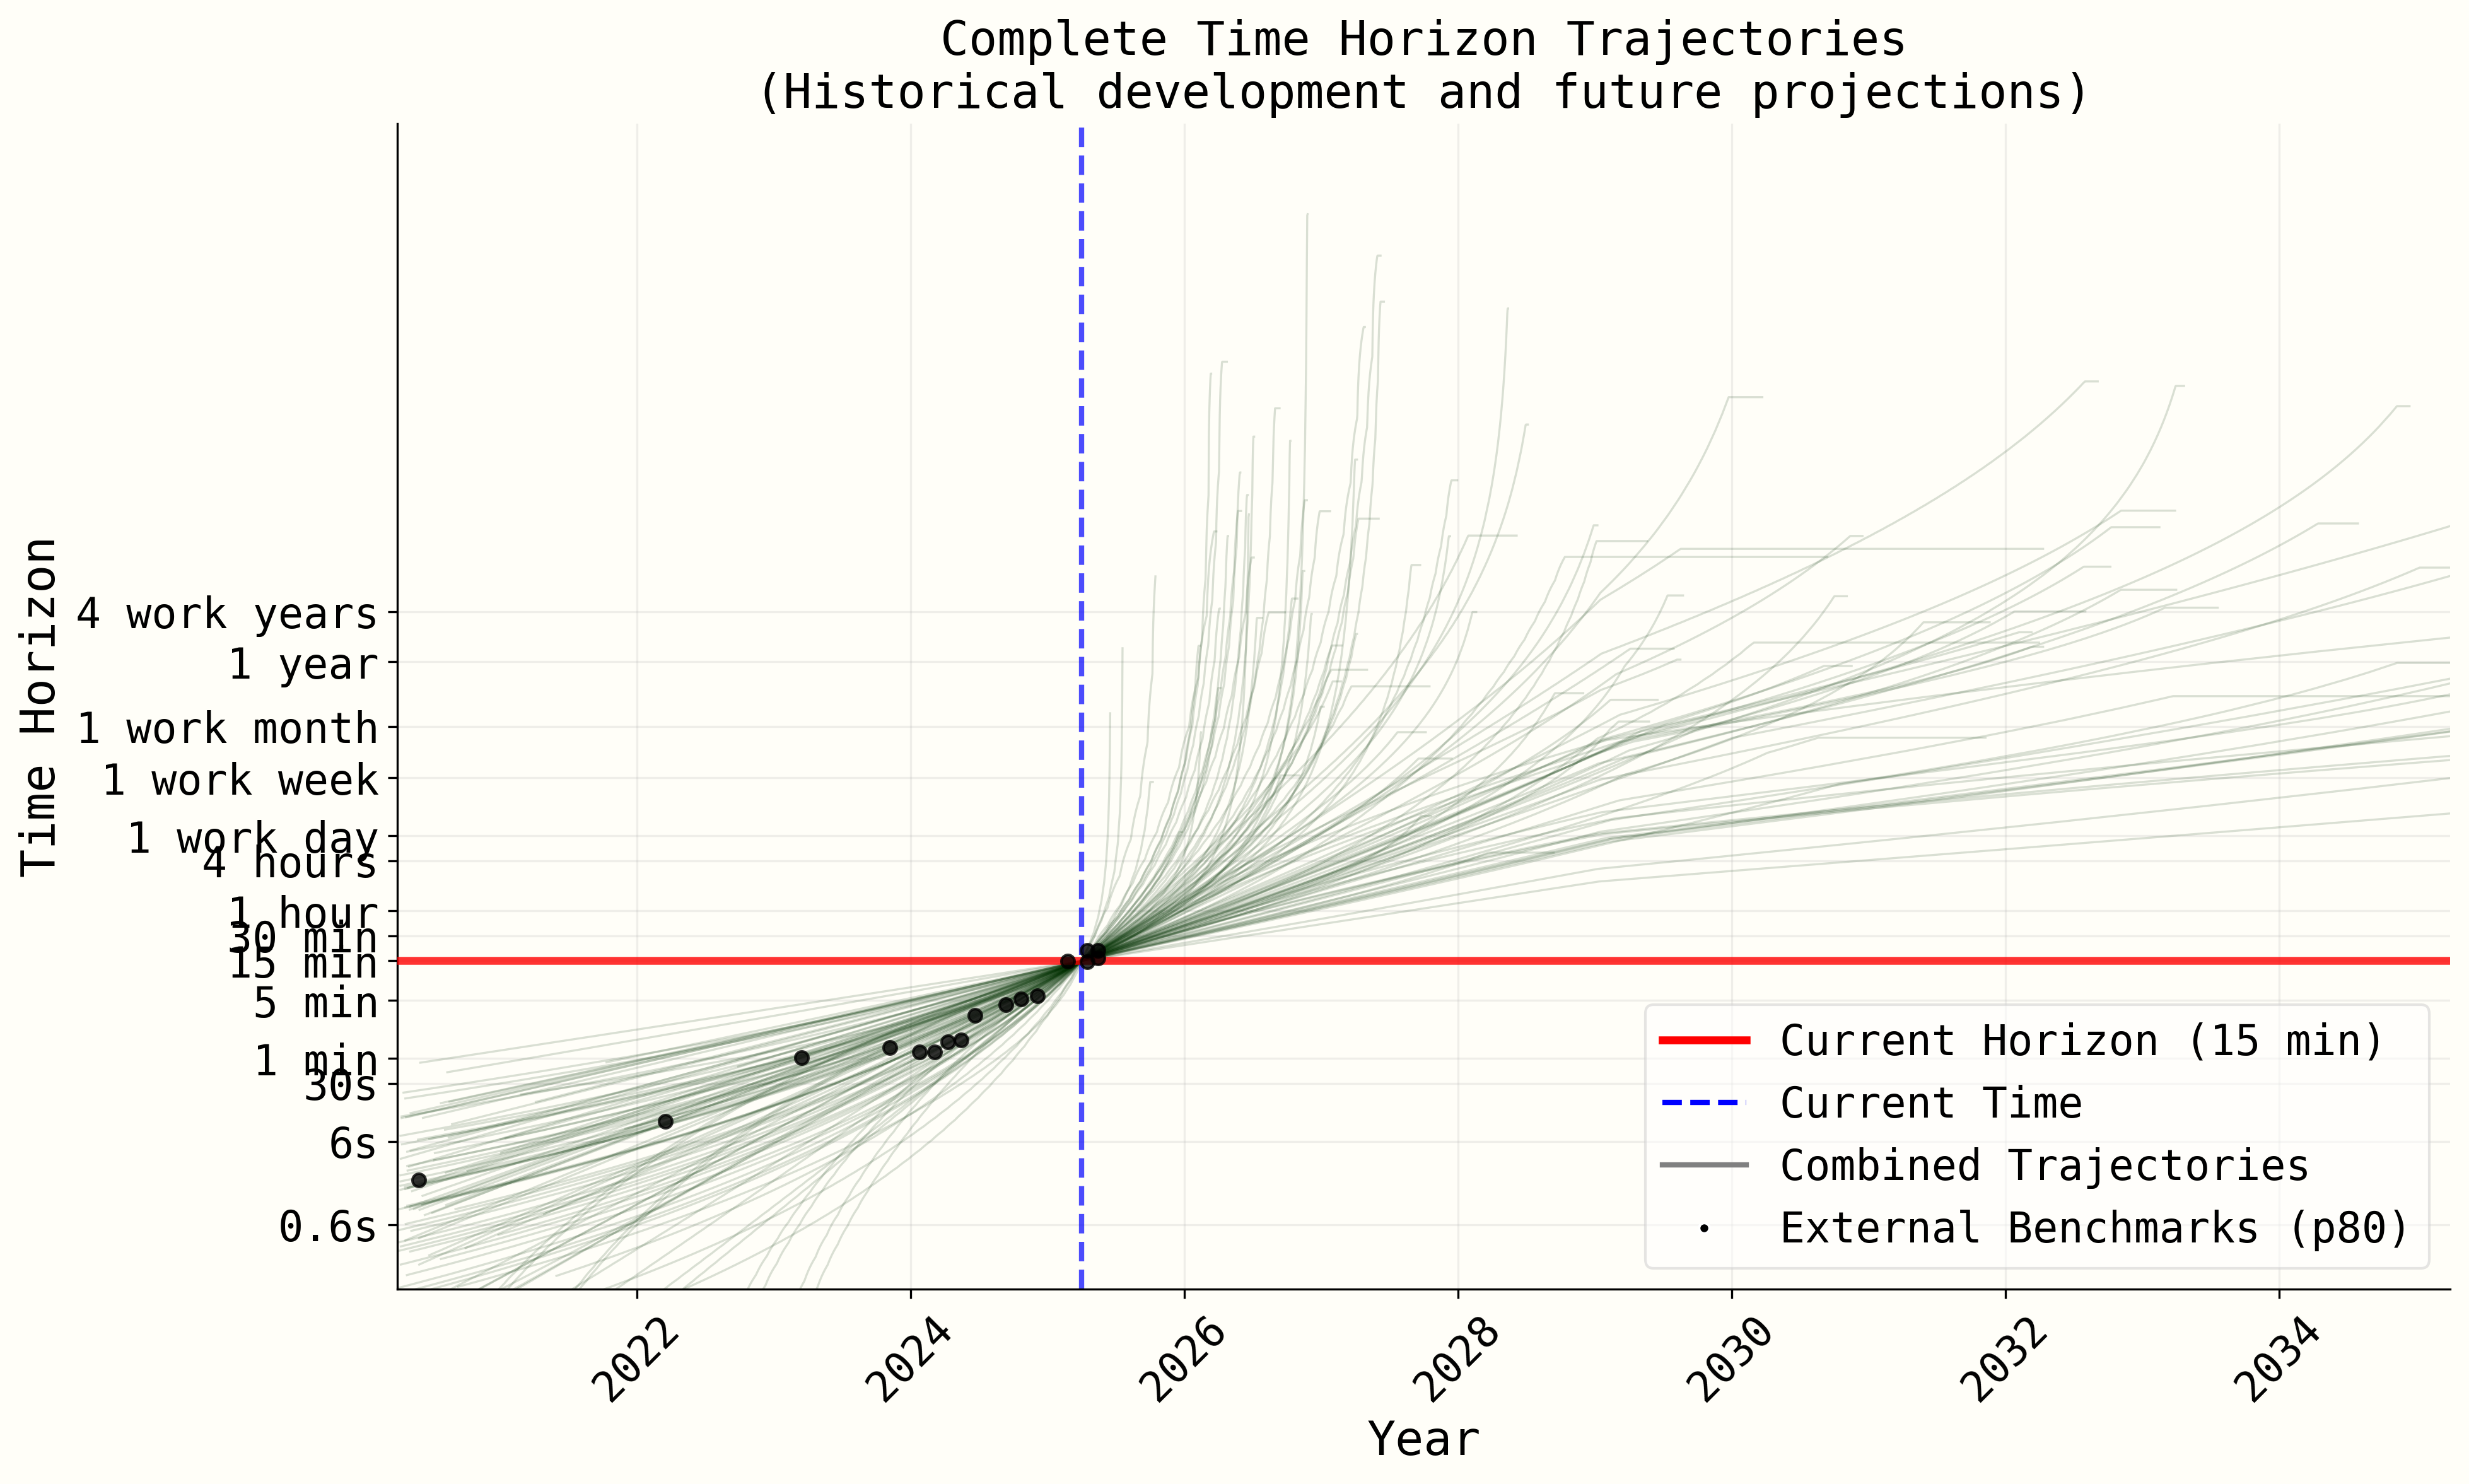 Complete Time Horizon Trajectories
(Historical development and future projections)
Time Horizon
4 work years
1 year
1 work month
1 work week
1 work day
4 hours
1 hour
30 min
15 min
5 min
1 min
30s
6s
0.6s
Current Horizon (15 min)
Current Time
Combined Trajectories
External Benchmarks (p80)
2022
2024
2026
2028
2030
2032
2034
Year